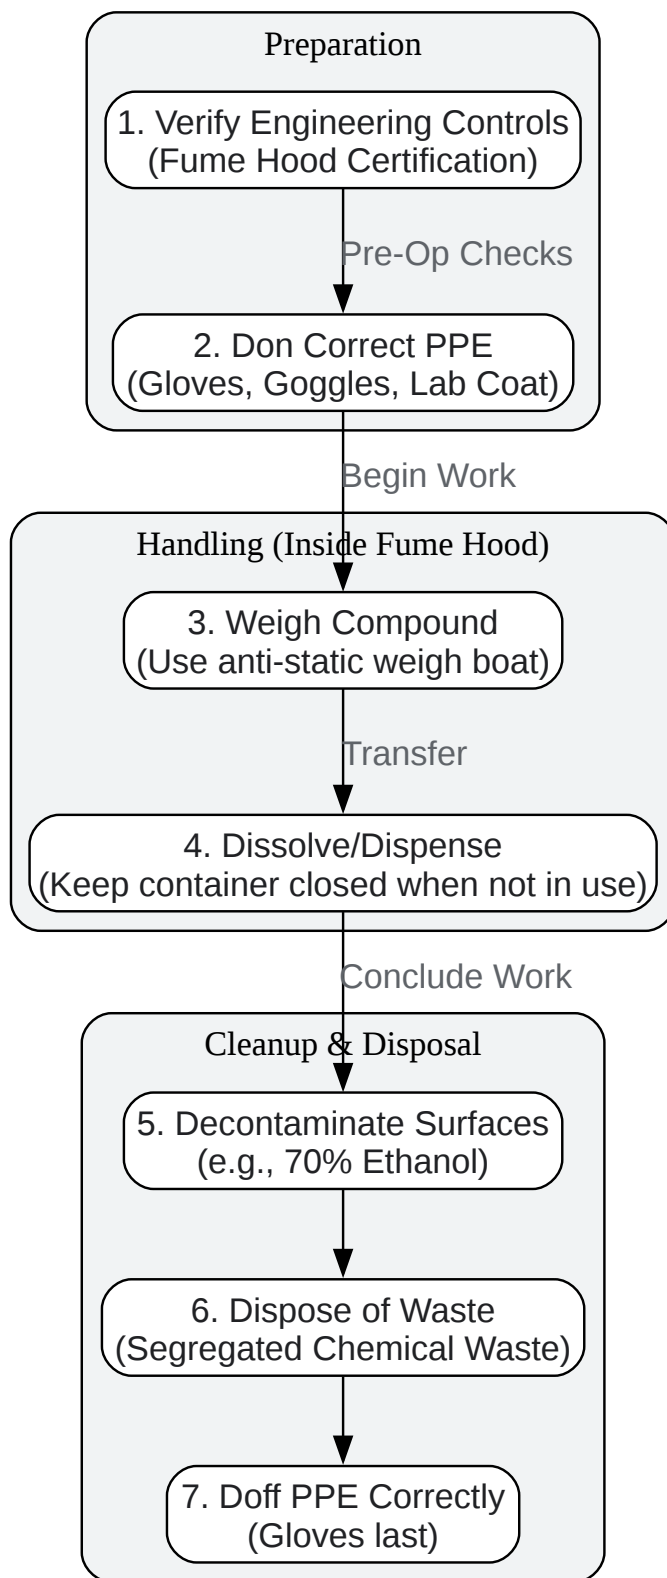 Preparation
1. Verify Engineering Controls
(Fume Hood Certification)
Pre-Op Checks
2. Don Correct PPE
(Gloves, Goggles, Lab Coat)
Begin Work
Handling (Inside Fume Hood)
3. Weigh Compound
(Use anti-static weigh boat)
Transfer
4. Dissolve/Dispense
(Keep container closed when not in use)
Conclude Work
Cleanup & Disposal
5. Decontaminate Surfaces
(e.g., 70% Ethanol)
6. Dispose of Waste
(Segregated Chemical Waste)
7. Doff PPE Correctly
(Gloves last)